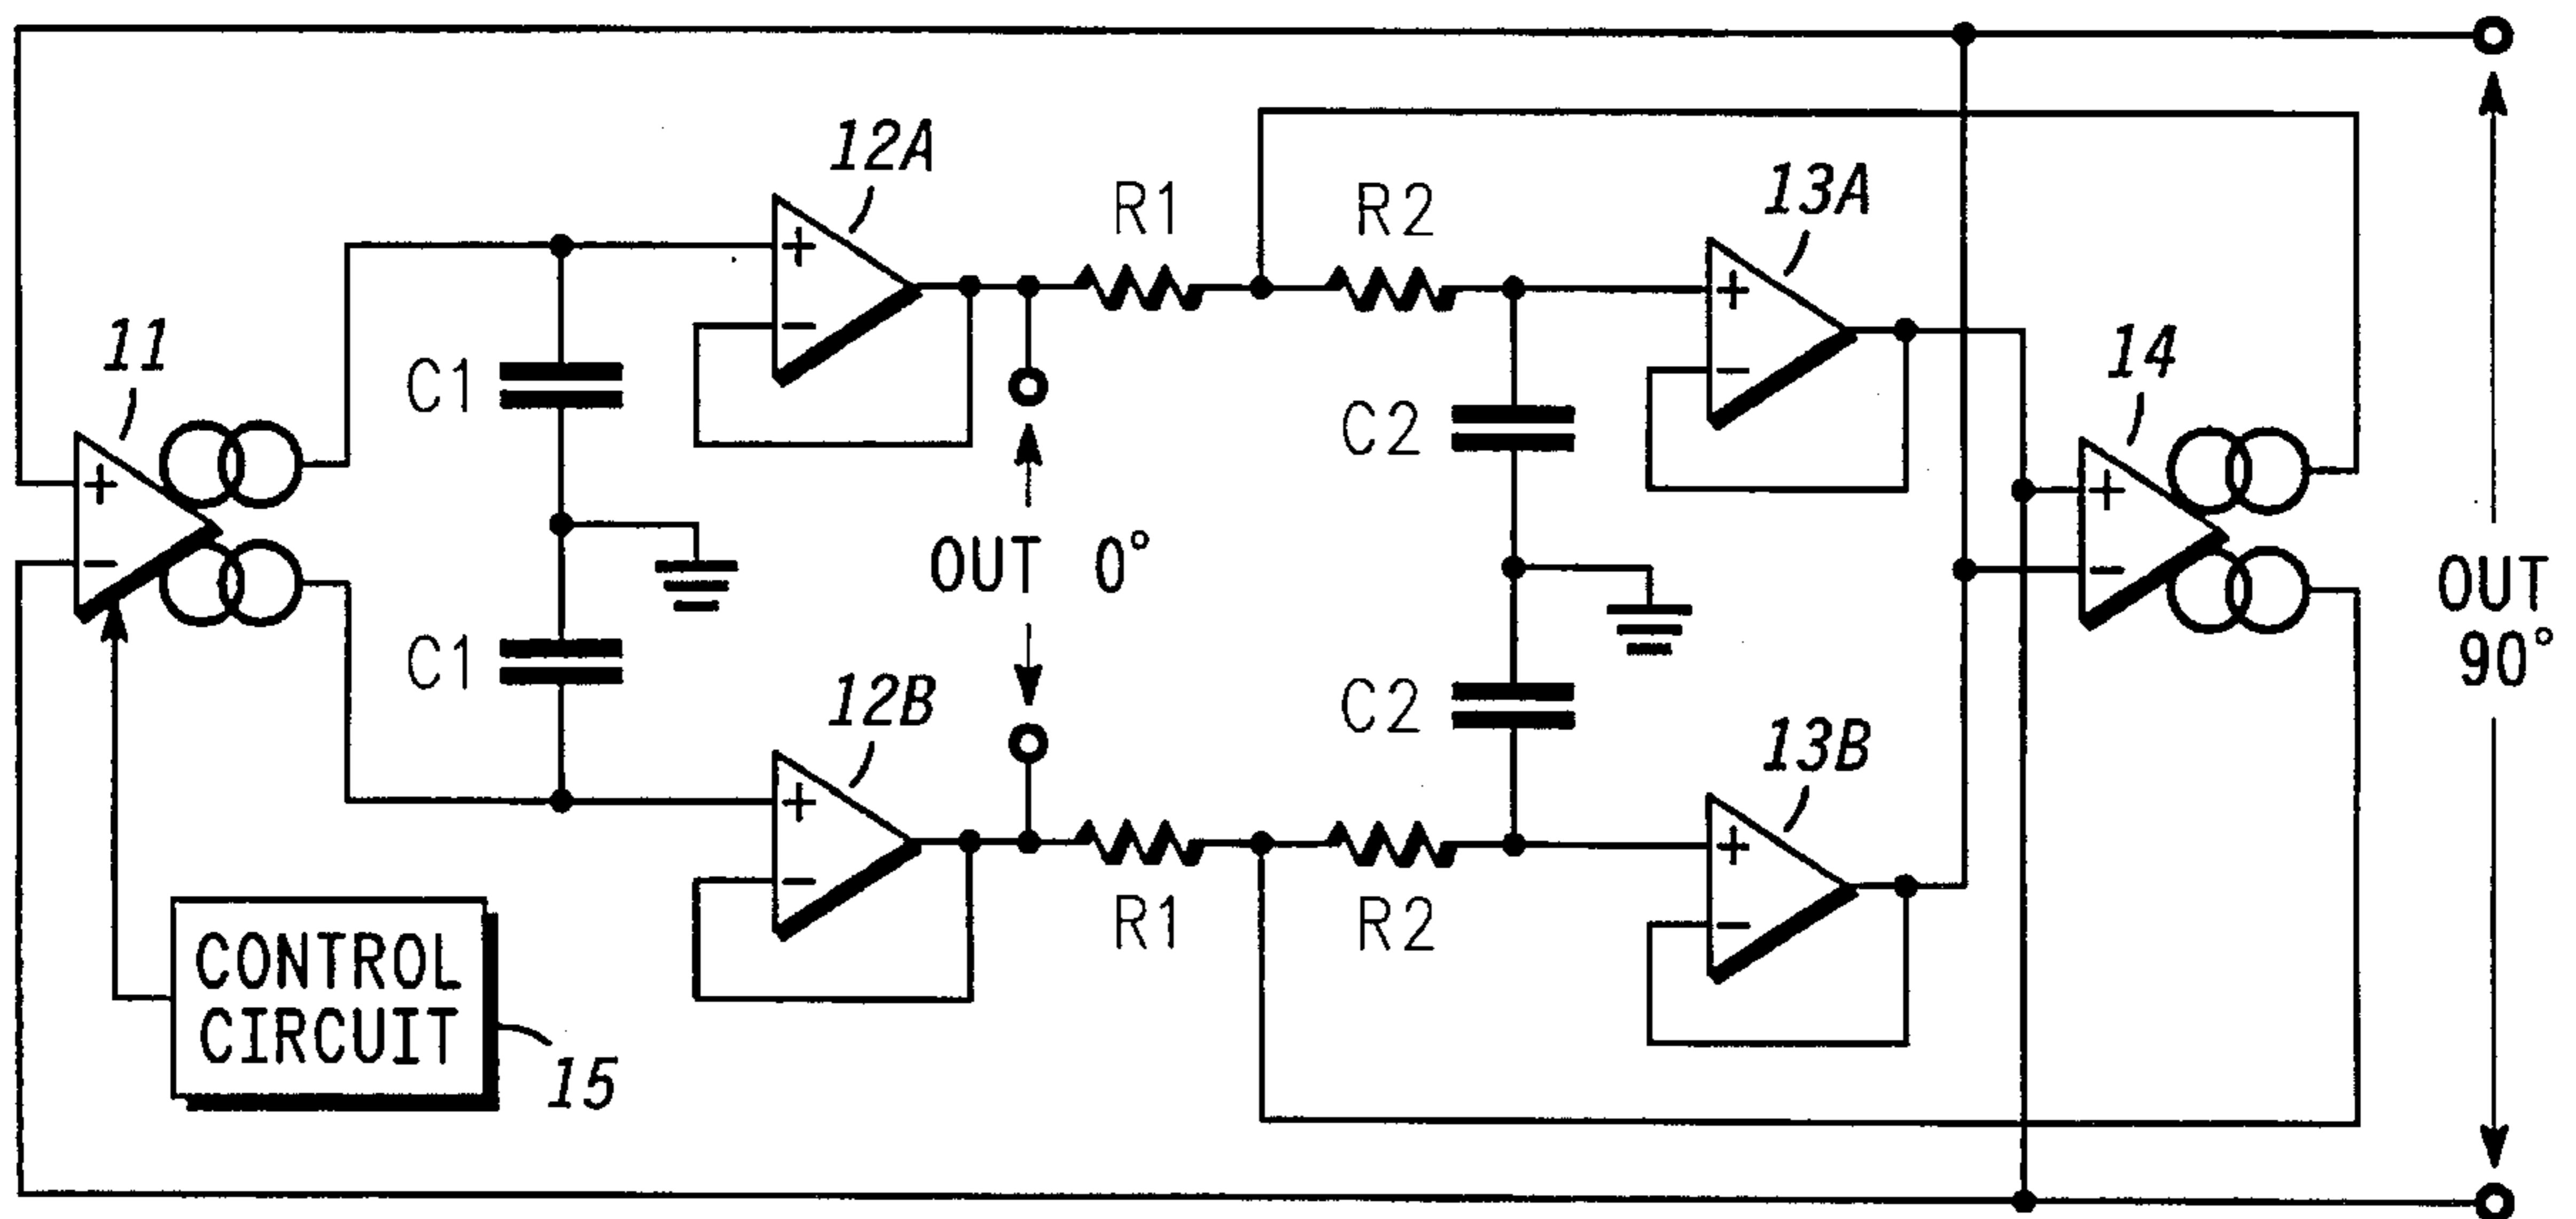 12A
R1
R2
13A
11
+
−
+
−
14
C1
C2
+
−
+
−
OUT 0°
OUT
90°
C1
C2
12B
13B
+
−
R1
R2
+
−
CONTROL
CIRCUIT
15